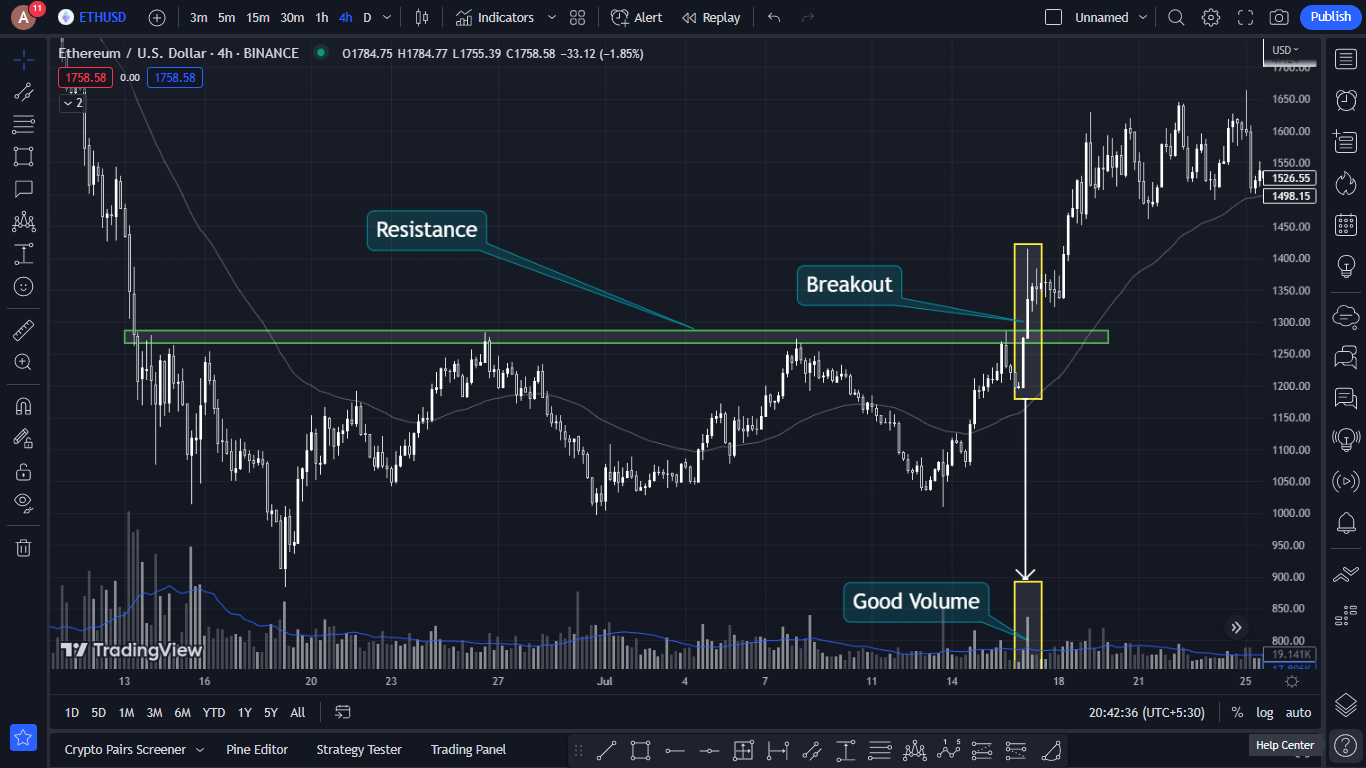 A 11 ETHUSD 3m 5m 15m 30m 1h 4h D Indicators Alert Replay Unnamed Publish
Ethereum / U.S. Dollar · 4h · BINANCE O1784.75 H1784.77 L1755.39 C1758.58 −33.12 (−1.85%)
USD
1758.58 0.00 1758.58
2
1700.00
1650.00
1600.00
1550.00
1526.55
1498.15
1450.00
1400.00
1350.00
1300.00
1250.00
1200.00
1150.00
1100.00
1050.00
1000.00
950.00
900.00
850.00
800.00
19.141K
Resistance
Breakout
Good Volume
TradingView
13 16 20 23 27 Jul 4 7 11 14 18 21 25
1D 5D 1M 3M 6M YTD 1Y 5Y All 20:42:36 (UTC+5:30) % log auto
Crypto Pairs Screener Pine Editor Strategy Tester Trading Panel Help Center